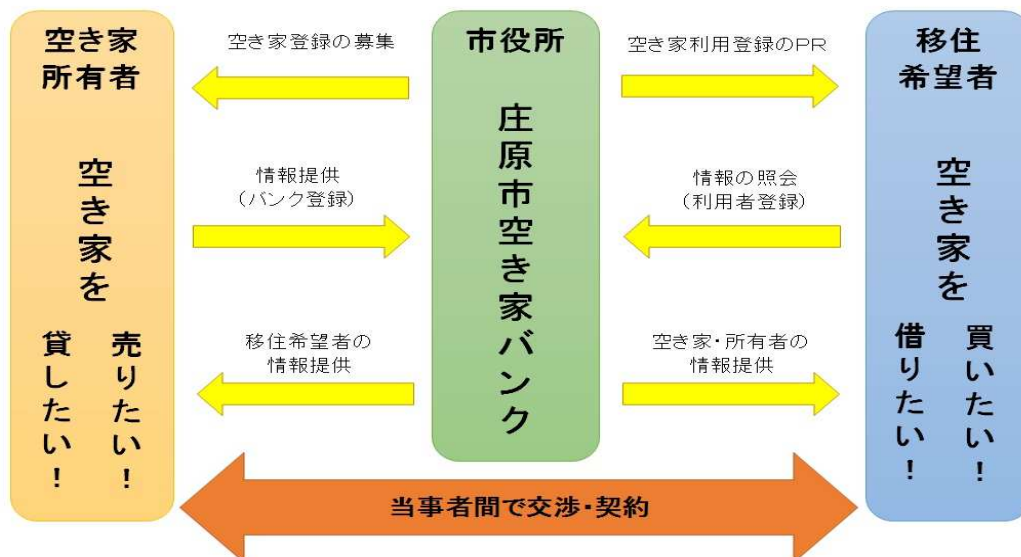 空き家
所有者
空き家を
売りたい！
貸したい！
空き家登録の募集
情報提供
（バンク登録）
移住希望者の
情報提供
市役所
庄原市空き家バンク
空き家利用登録のPR
情報の照会
（利用者登録）
空き家・所有者の
情報提供
移住
希望者
空き家を
買いたい！
借りたい！
当事者間で交渉・契約